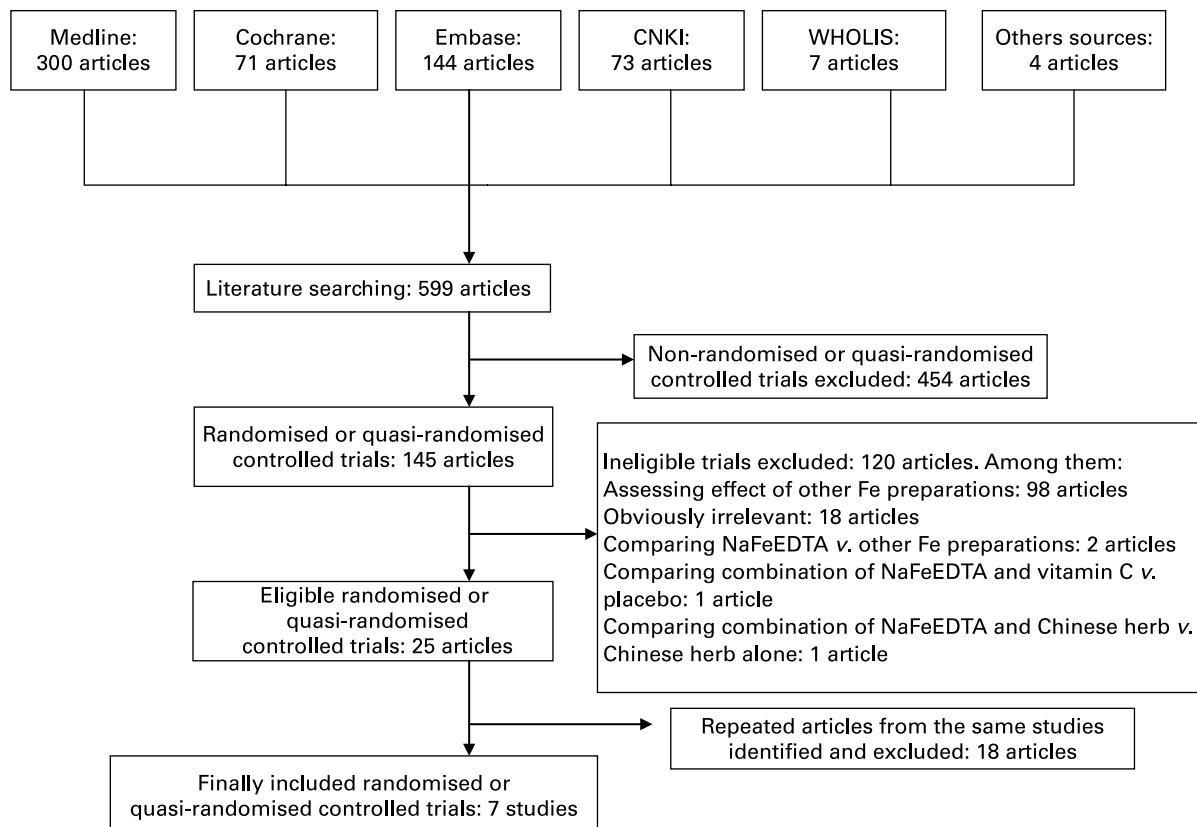 Medline:
300 articles
Cochrane:
71 articles
Embase:
144 articles
CNKI:
73 articles
WHOLIS:
7 articles
Others sources:
4 articles
Literature searching: 599 articles
Non-randomised or quasi-randomised
controlled trials excluded: 454 articles
Randomised or quasi-randomised
controlled trials: 145 articles
Ineligible trials excluded: 120 articles. Among them:
Assessing effect of other Fe preparations: 98 articles
Obviously irrelevant: 18 articles
Comparing NaFeEDTA v. other Fe preparations: 2 articles
Comparing combination of NaFeEDTA and vitamin C v.
placebo: 1 article
Comparing combination of NaFeEDTA and Chinese herb v.
Chinese herb alone: 1 article
Eligible randomised or
quasi-randomised
controlled trials: 25 articles
Repeated articles from the same studies
identified and excluded: 18 articles
Finally included randomised or
quasi-randomised controlled trials: 7 studies